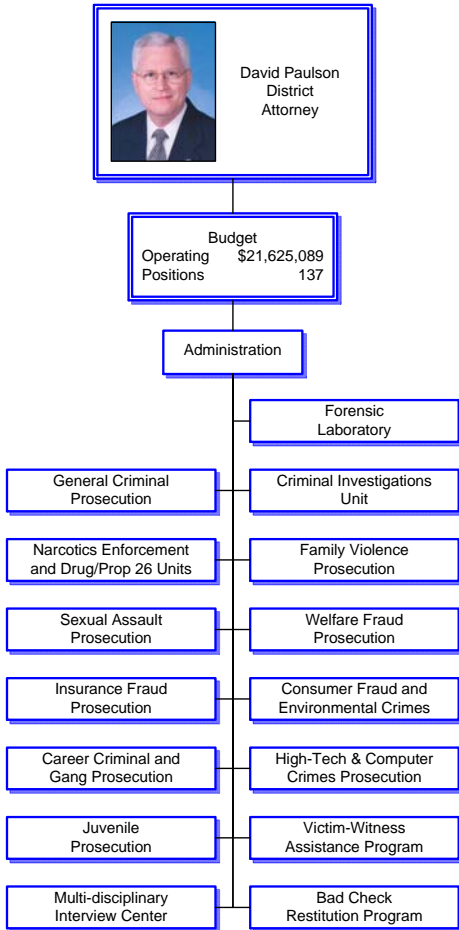 David Paulson
District
Attorney
Budget
Operating $21,625,089
Positions 137
Administration
Forensic
Laboratory
General Criminal
Prosecution
Criminal Investigations
Unit
Narcotics Enforcement
and Drug/Prop 26 Units
Family Violence
Prosecution
Sexual Assault
Prosecution
Welfare Fraud
Prosecution
Insurance Fraud
Prosecution
Consumer Fraud and
Environmental Crimes
Career Criminal and
Gang Prosecution
High-Tech & Computer
Crimes Prosecution
Juvenile
Prosecution
Victim-Witness
Assistance Program
Multi-disciplinary
Interview Center
Bad Check
Restitution Program